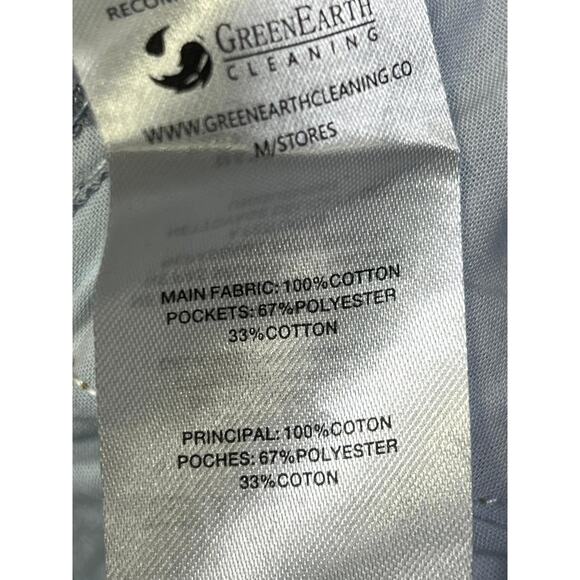 RECOM
GREENEARTH
CLEANING
WWW.GREENEARTHCLEANING.CO
M/STORES
MAIN FABRIC: 100%COTTON
POCKETS: 67%POLYESTER
33%COTTON
PRINCIPAL: 100%COTON
POCHES: 67%POLYESTER
33%COTON